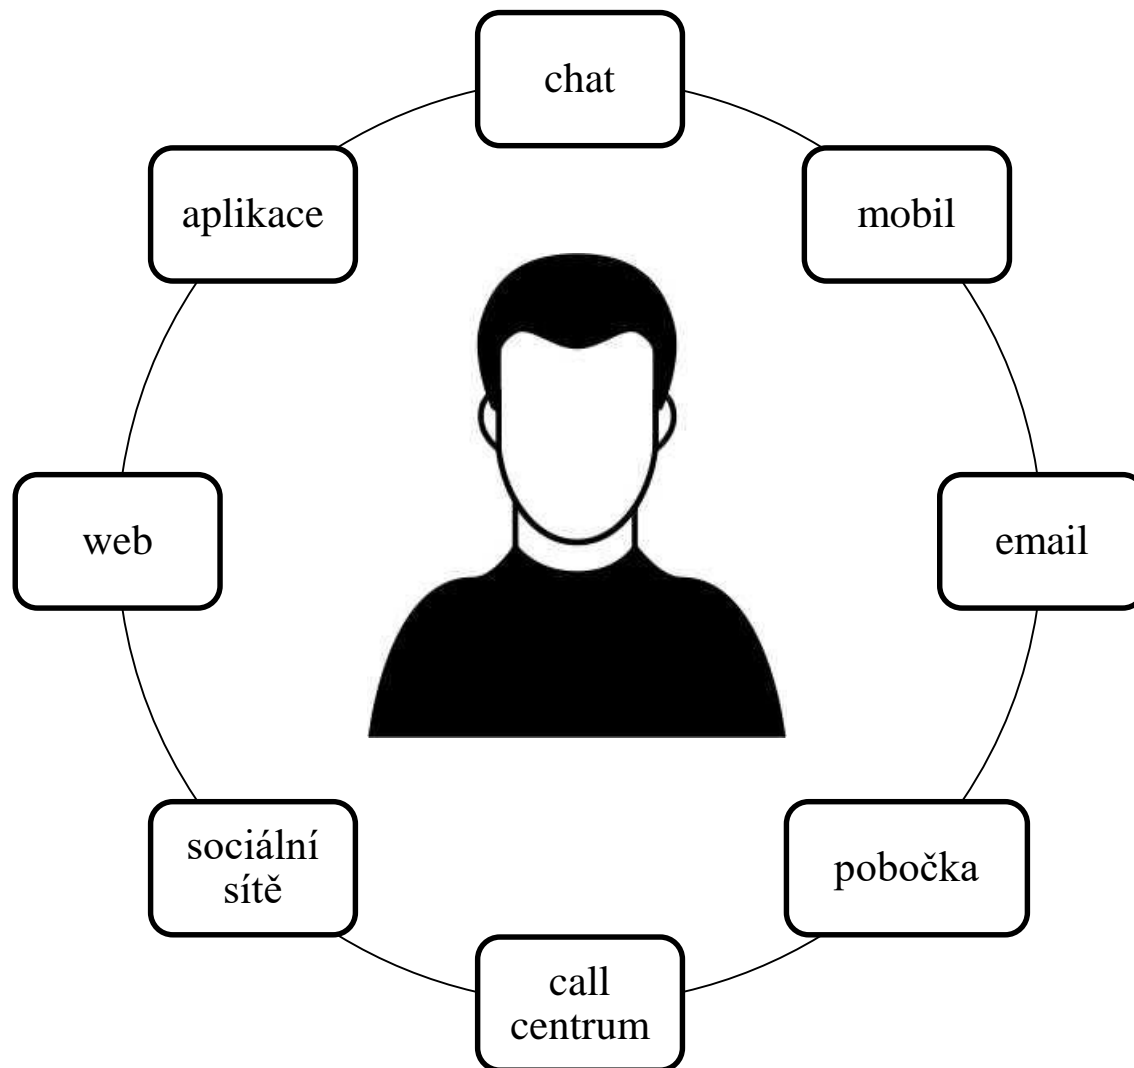 chat
aplikace
mobil
web
email
sociální
sítě
pobočka
call
centrum